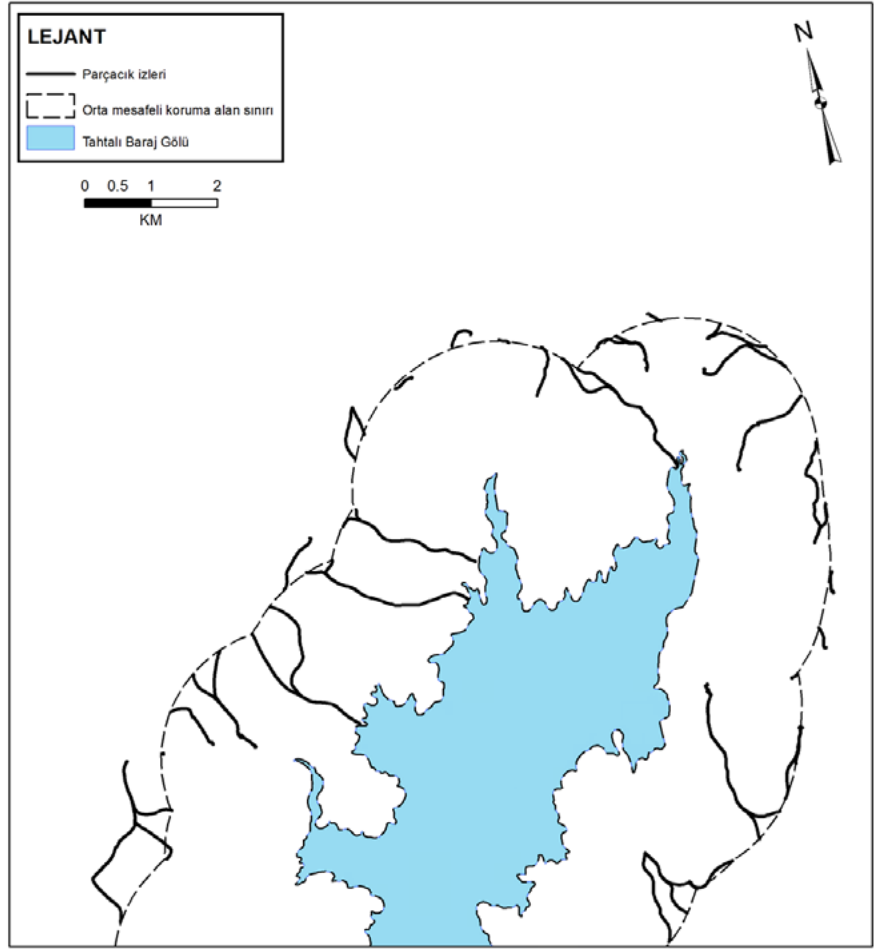 LEJANT
Parçacık izleri
Orta mesafeli koruma alan sınırı
Tahtalı Baraj Gölü
N
0 0.5 1 2
KM